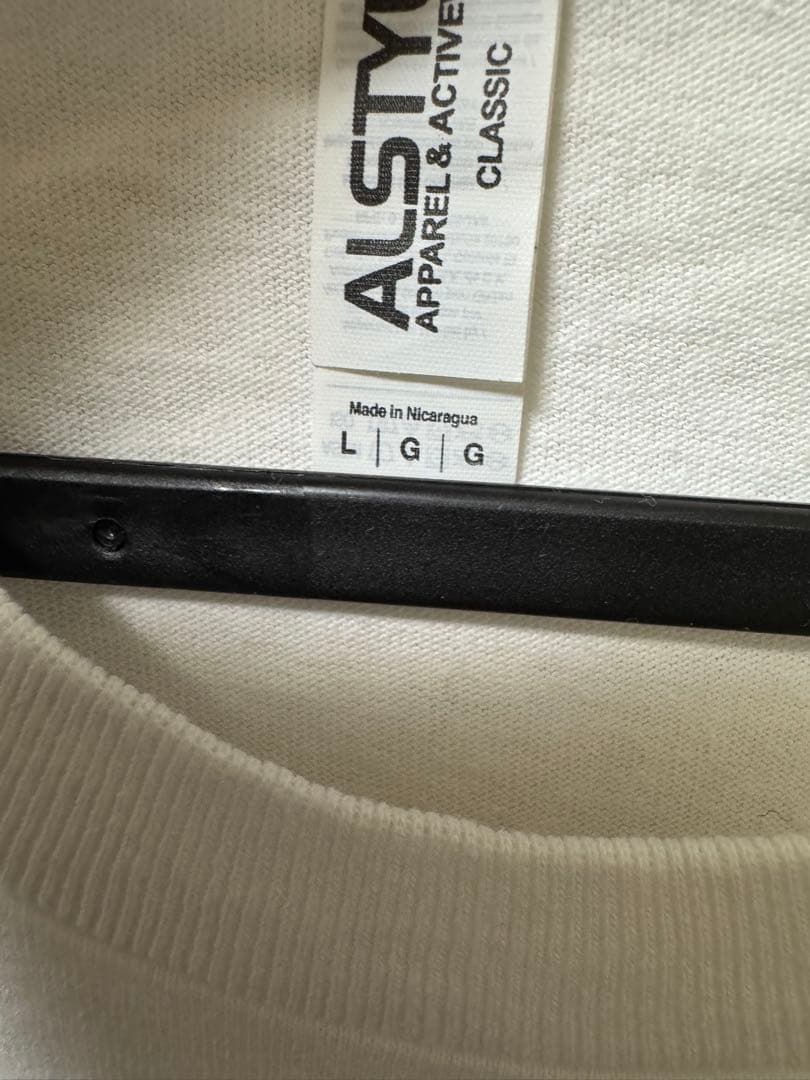 ALSTY
APPAREL & ACTIVE
CLASSIC
Made in Nicaragua
L | G | G